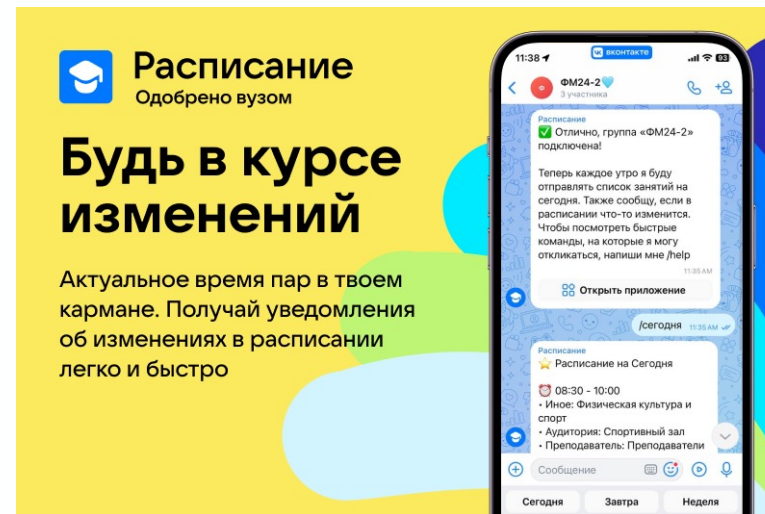 Расписание
Одобрено вузом
Будь в курсе
изменений
Актуальное время пар в твоем
кармане. Получай уведомления
об изменениях в расписании
легко и быстро
вконтакте
11:38
93
ФМ24-2
3 участника
Расписание
Отлично, группа «ФМ24-2»
подключена!
Теперь каждое утро я буду
отправлять список занятий на
сегодня. Также сообщу, если в
расписании что-то изменится.
Чтобы посмотреть быстрые
команды, на которые я могу
откликаться, напиши мне /help
11:35 AM
Открыть приложение
/сегодня 11:35 AM
Расписание
Расписание на Сегодня
08:30 - 10:00
• Иное: Физическая культура и
спорт
• Аудитория: Спортивный зал
• Преподаватель: Преподаватели
Сообщение
Сегодня Завтра Неделя